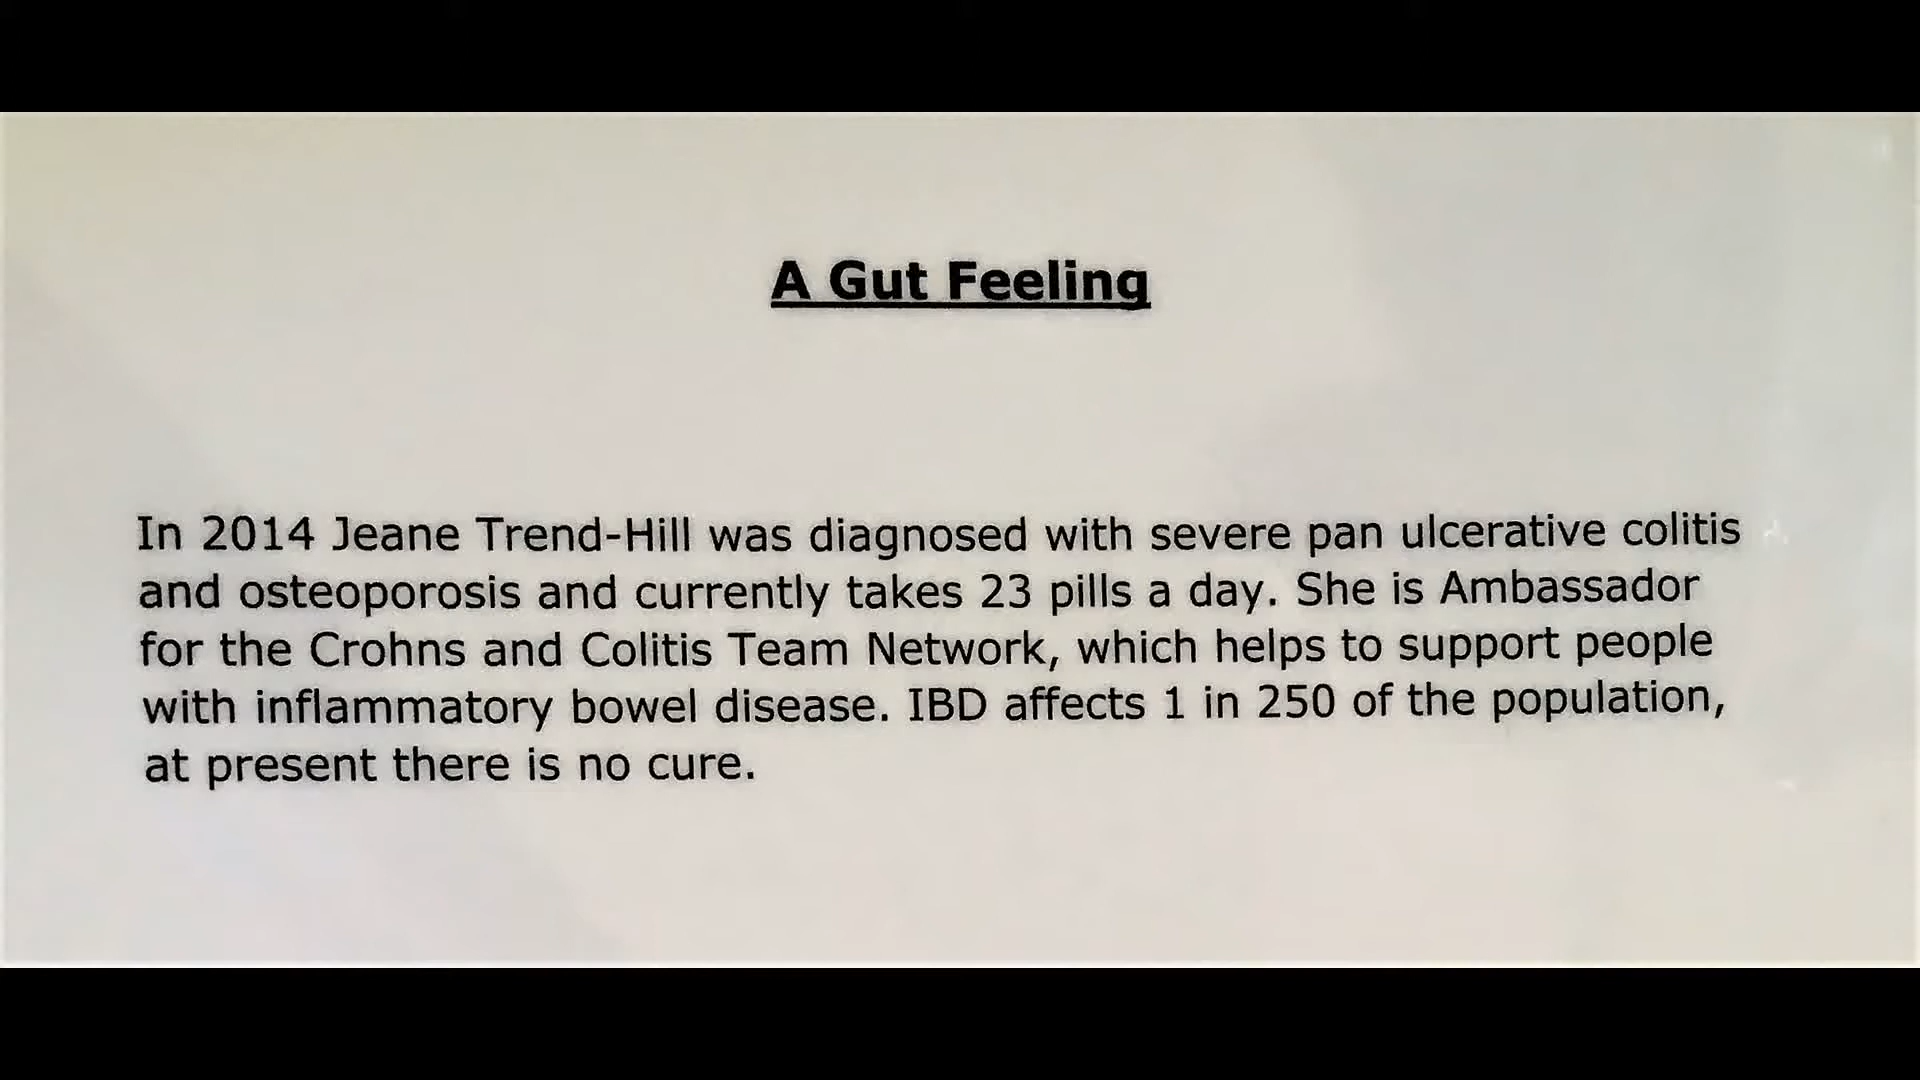 A Gut Feeling
In 2014 Jeane Trend-Hill was diagnosed with severe pan ulcerative colitis
and osteoporosis and currently takes 23 pills a day. She is Ambassador
for the Crohns and Colitis Team Network, which helps to support people
with inflammatory bowel disease. IBD affects 1 in 250 of the population,
at present there is no cure.